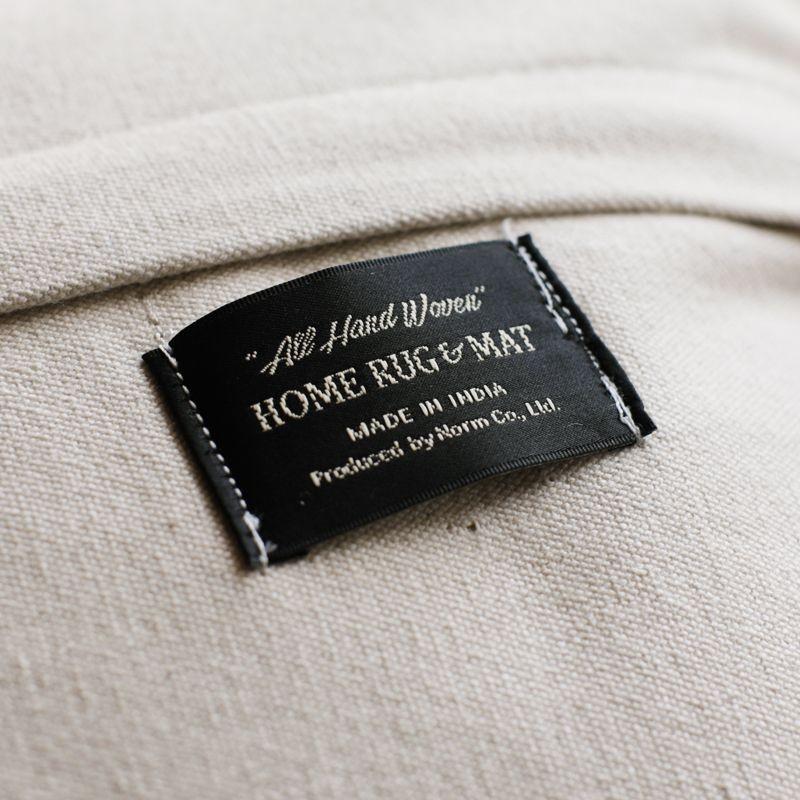 "All Hand Woven"
HOME RUG & MAT
MADE IN INDIA
Produced by Norm Co., Ltd.